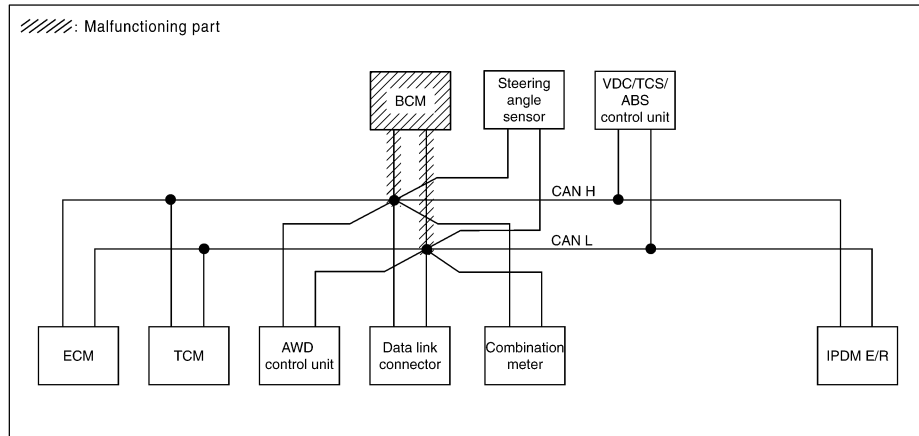 : Malfunctioning part
BCM
Steering
angle
sensor
VDC/TCS/
ABS
control unit
CAN H
CAN L
ECM
TCM
AWD
control unit
Data link
connector
Combination
meter
IPDM E/R